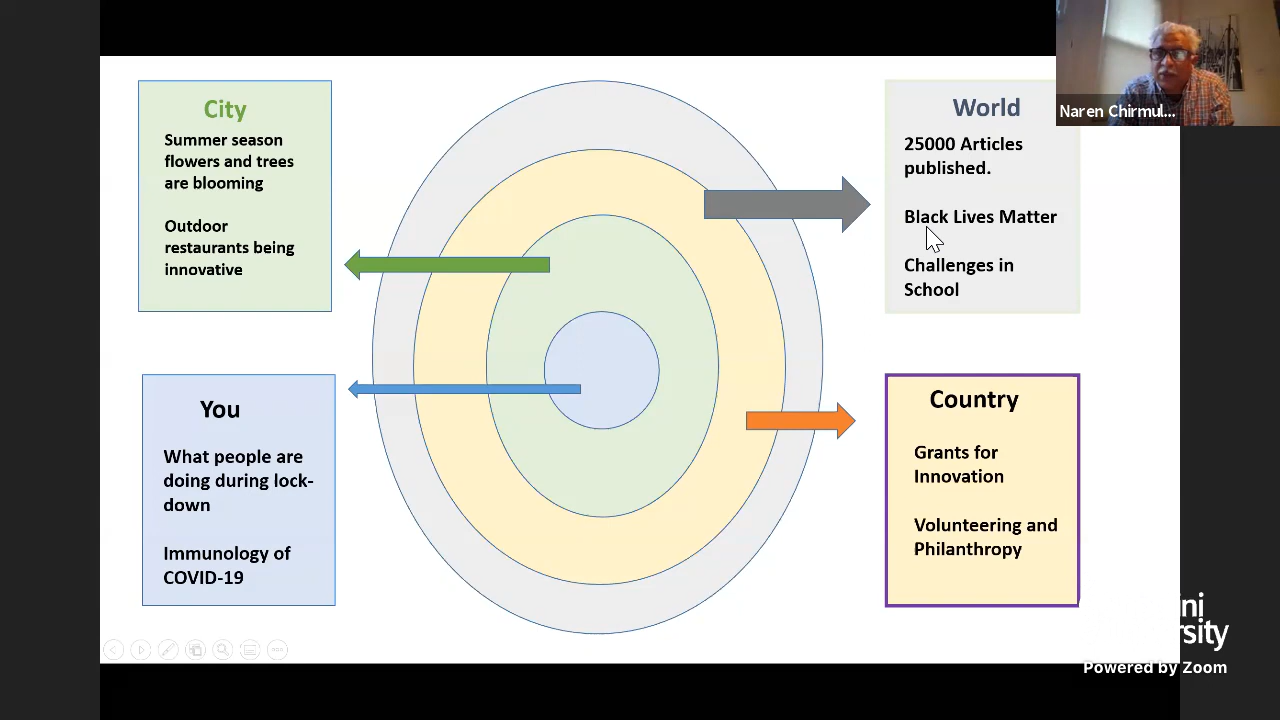 City
Summer season
flowers and trees
are blooming
Outdoor
restaurants being
innovative
World
25000 Articles
published.
Black Lives Matter
Challenges in
School
You
What people are
doing during lock-
down
Immunology of
COVID-19
Country
Grants for
Innovation
Volunteering and
Philanthropy
Naren Chirmul...
Powered by Zoom